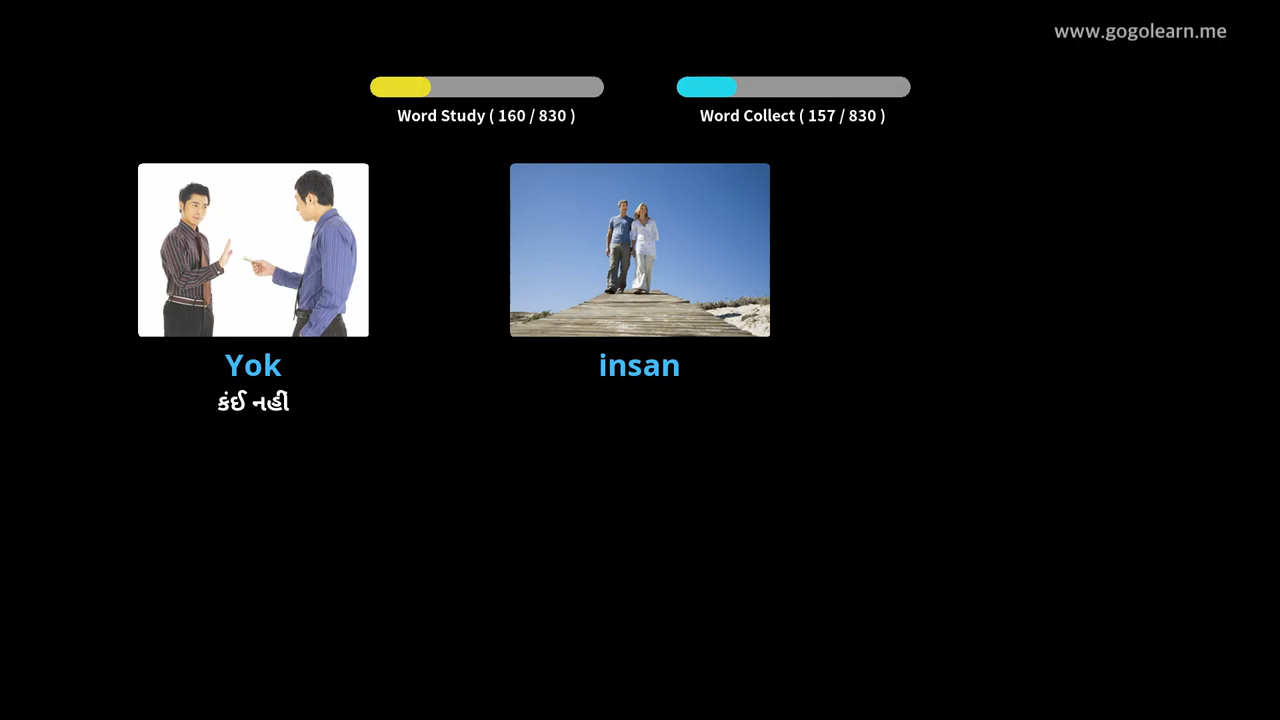 www.gogolearn.me
Word Study ( 160 / 830 )
Word Collect ( 157 / 830 )
Yok
કંઈ નહીં
insan